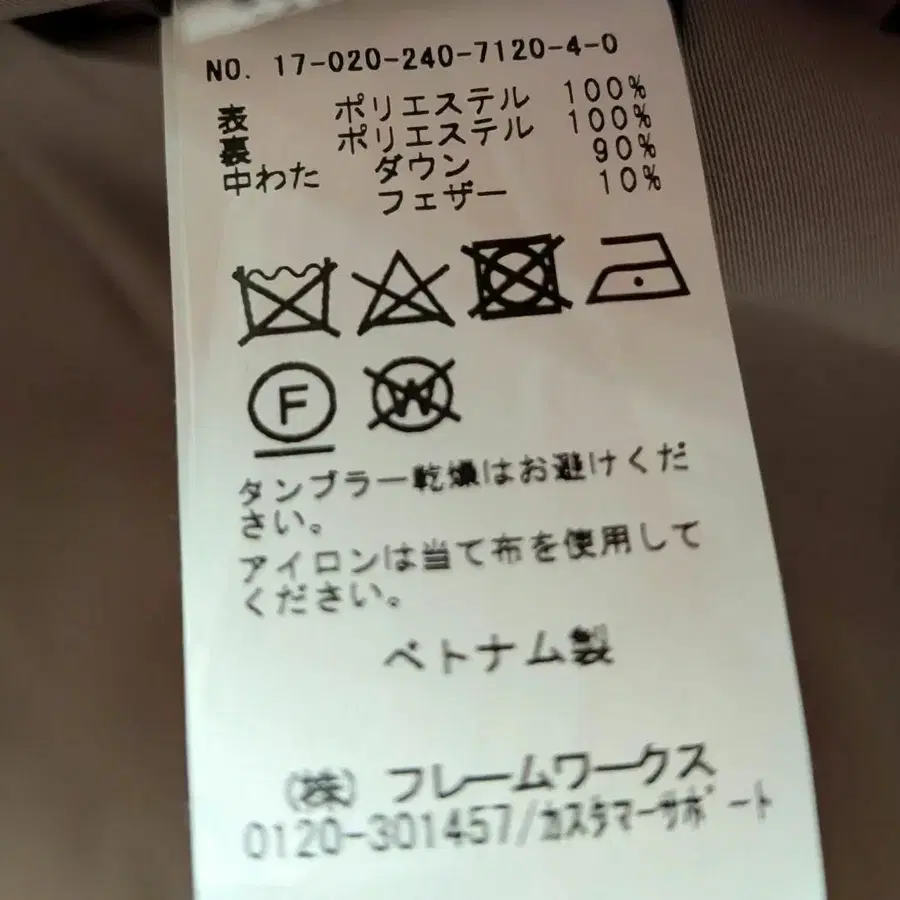 NO. 17-020-240-7120-4-0
表 ポリエステル 100%
裏 ポリエステル 100%
中わた ダウン 90%
フェザー 10%
F W
タンブラー乾燥はお避けくだ
さい。
アイロンは当て布を使用して
ください。
ベトナム製
(株) フレームワークス
0120-301457/カスタマーサポート